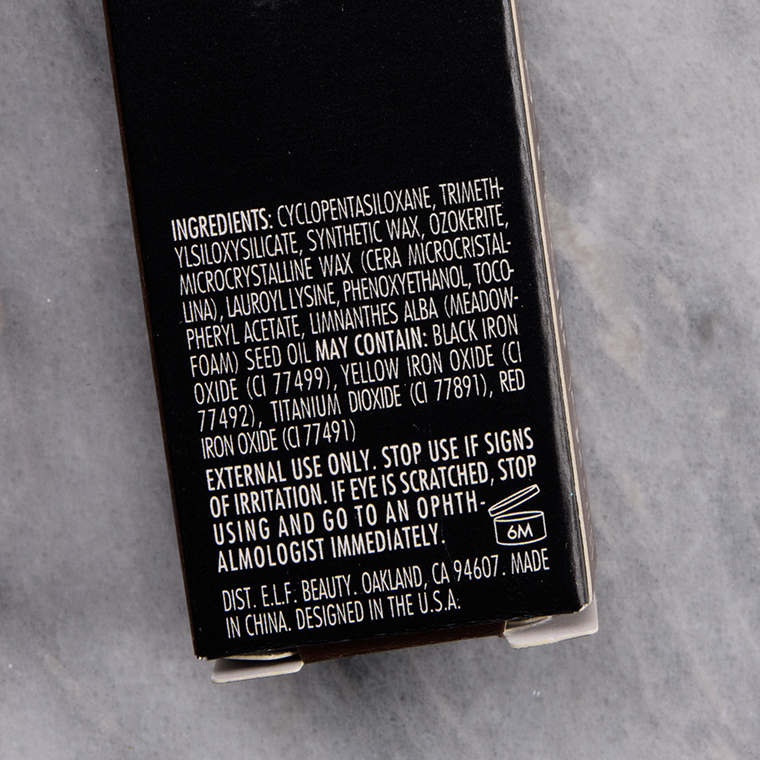 INGREDIENTS: CYCLOPENTASILOXANE, TRIMETH-
YLSILOXYSILICATE, SYNTHETIC WAX, OZOKERITE,
MICROCRYSTALLINE WAX (CERA MICROCRISTAL-
LINA), LAUROYL LYSINE, PHENOXYETHANOL, TOCO-
PHERYL ACETATE, LIMNANTHES ALBA (MEADOW-
FOAM) SEED OIL MAY CONTAIN: BLACK IRON
OXIDE (CI 77499), YELLOW IRON OXIDE (CI
77492), TITANIUM DIOXIDE (CI 77891), RED
IRON OXIDE (CI 77491)
EXTERNAL USE ONLY. STOP USE IF SIGNS
OF IRRITATION. IF EYE IS SCRATCHED, STOP
USING AND GO TO AN OPHTH-
ALMOLOGIST IMMEDIATELY.
6M
DIST. E.L.F. BEAUTY. OAKLAND, CA 94607. MADE
IN CHINA. DESIGNED IN THE U.S.A.